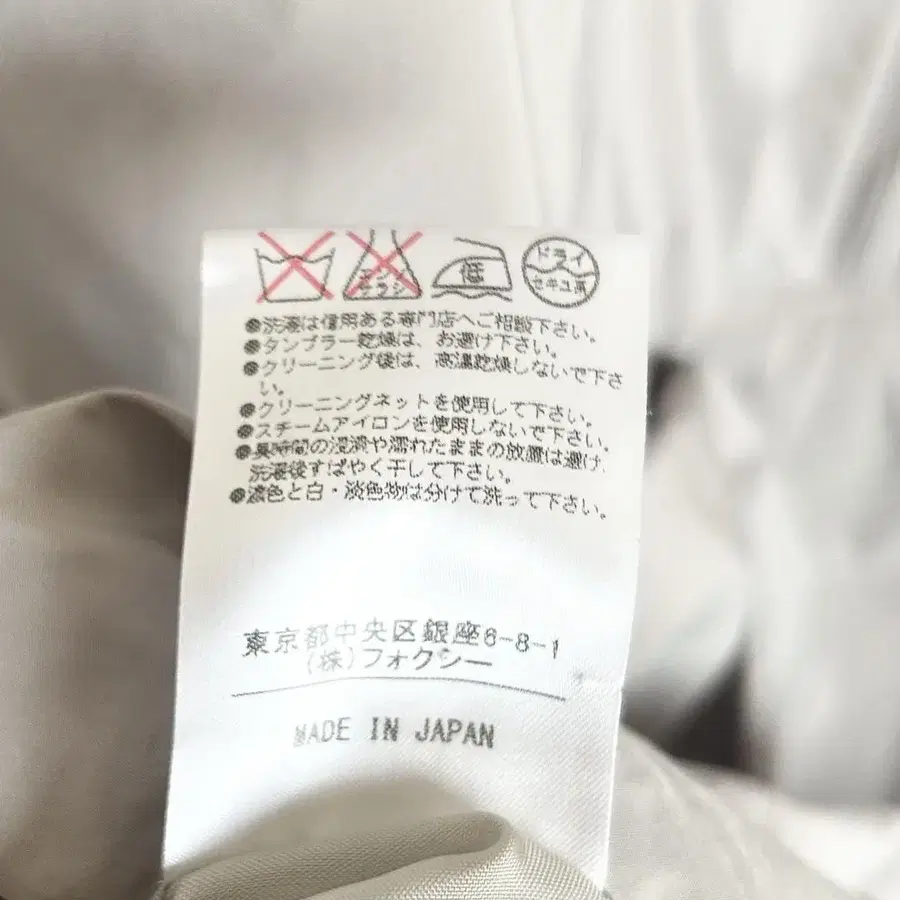 エンソ
サラシ
低
ドライ
セキユ系
●洗濯は信用ある専門店へご相談下さい。
●タンブラー乾燥は、お避け下さい。
●クリーニング後は、高温乾燥しないで下さ
い。
●クリーニングネットを使用して下さい。
●スチームアイロンを使用しないで下さい。
●長時間の浸漬や濡れたままの放置は避け、
洗濯後すばやく干して下さい。
●濃色と白・淡色物は分けて洗って下さい。
東京都中央区銀座6-8-1
(株)フォクシー
MADE IN JAPAN